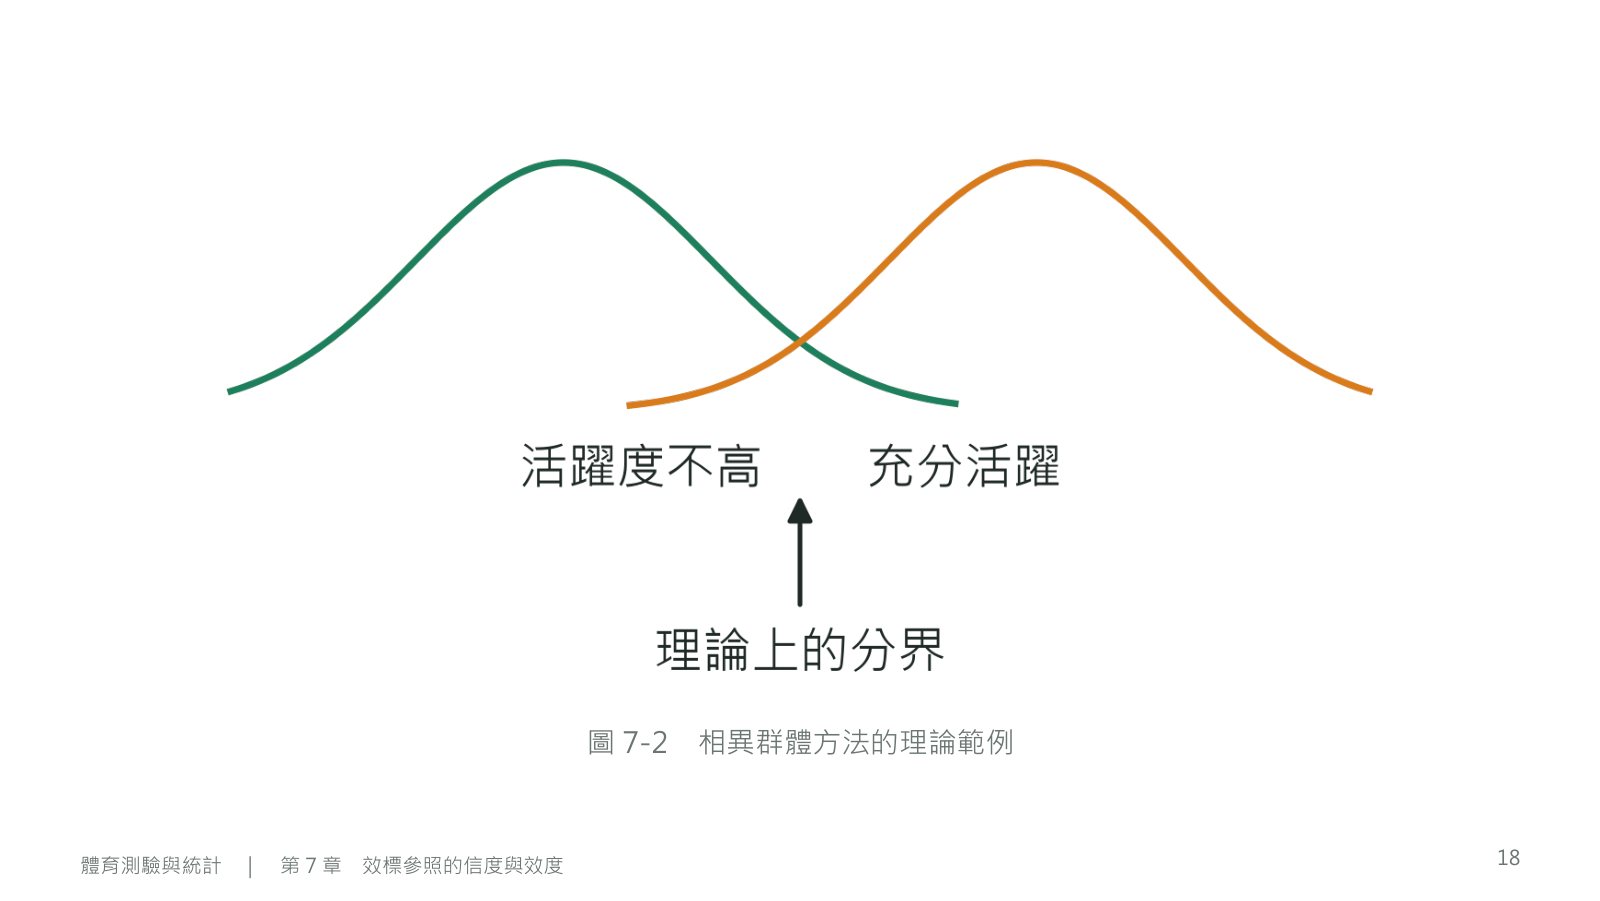 活躍度不高　充分活躍
理論上的分界
圖 7-2　相異群體方法的理論範例
體育測驗與統計　|　第 7 章　效標參照的信度與效度
18